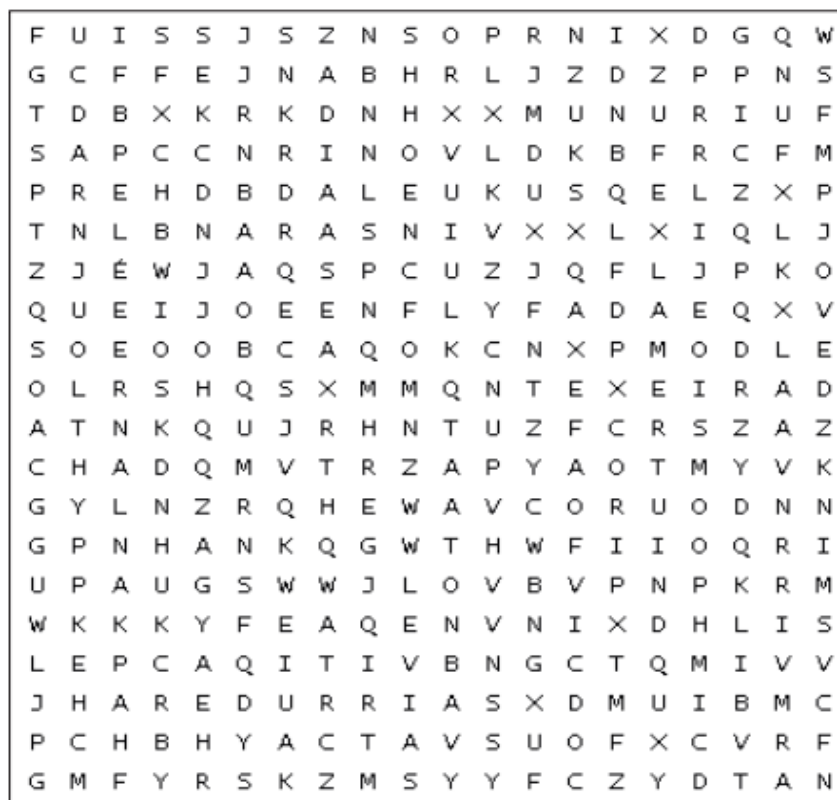 F U I S S J S Z N S O P R N I X D G Q W
G C F F E J N A B H R L J Z D Z P P N S
T D B X K R K D N H X X M U N U R I U F
S A P C C N R I N O V L D K B F R C F M
P R E H D B D A L E U K U S Q E L Z X P
T N L B N A R A S N I V X X L X I Q L J
Z J É W J A Q S P C U Z J Q F L J P K O
Q U E I J O E E N F L Y F A D A E Q X V
S O E O O B C A Q O K C N X P M O D L E
O L R S H Q S X M M Q N T E X E I R A D
A T N K Q U J R H N T U Z F C R S Z A Z
C H A D Q M V T R Z A P Y A O T M Y V K
G Y L N Z R Q H E W A V C O R U O D N N
G P N H A N K Q G W T H W F I I O Q R I
U P A U G S W W J L O V B V P N P K R M
W K K K Y F E A Q E N V N I X D H L I S
L E P C A Q I T I V B N G C T Q M I V V
J H A R E D U R R I A S X D M U I B M C
P C H B H Y A C T A V S U O F X C V R F
G M F Y R S K Z M S Y Y F C Z Y D T A N